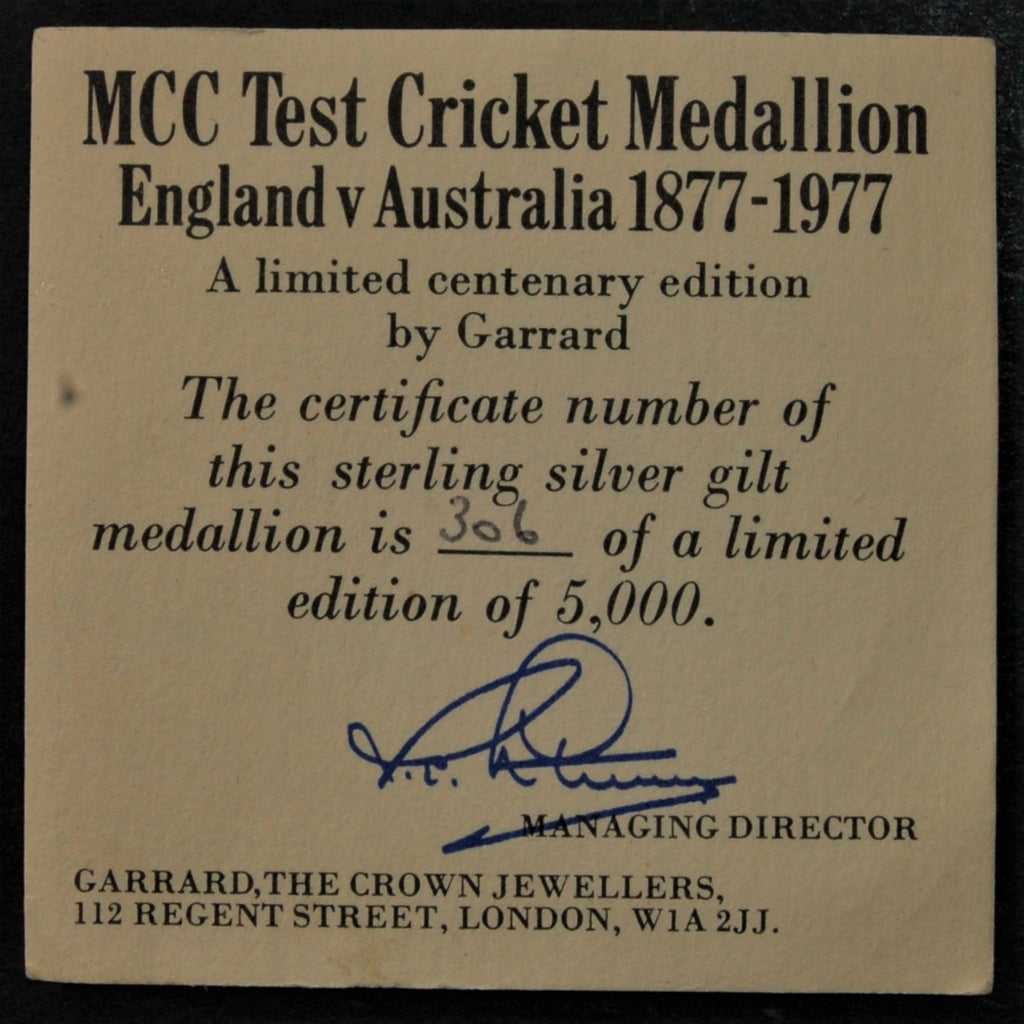 MCC Test Cricket Medallion
England v Australia 1877-1977
A limited centenary edition
by Garrard
The certificate number of
this sterling silver gilt
medallion is 306 of a limited
edition of 5,000.
MANAGING DIRECTOR
GARRARD, THE CROWN JEWELLERS,
112 REGENT STREET, LONDON, W1A 2JJ.